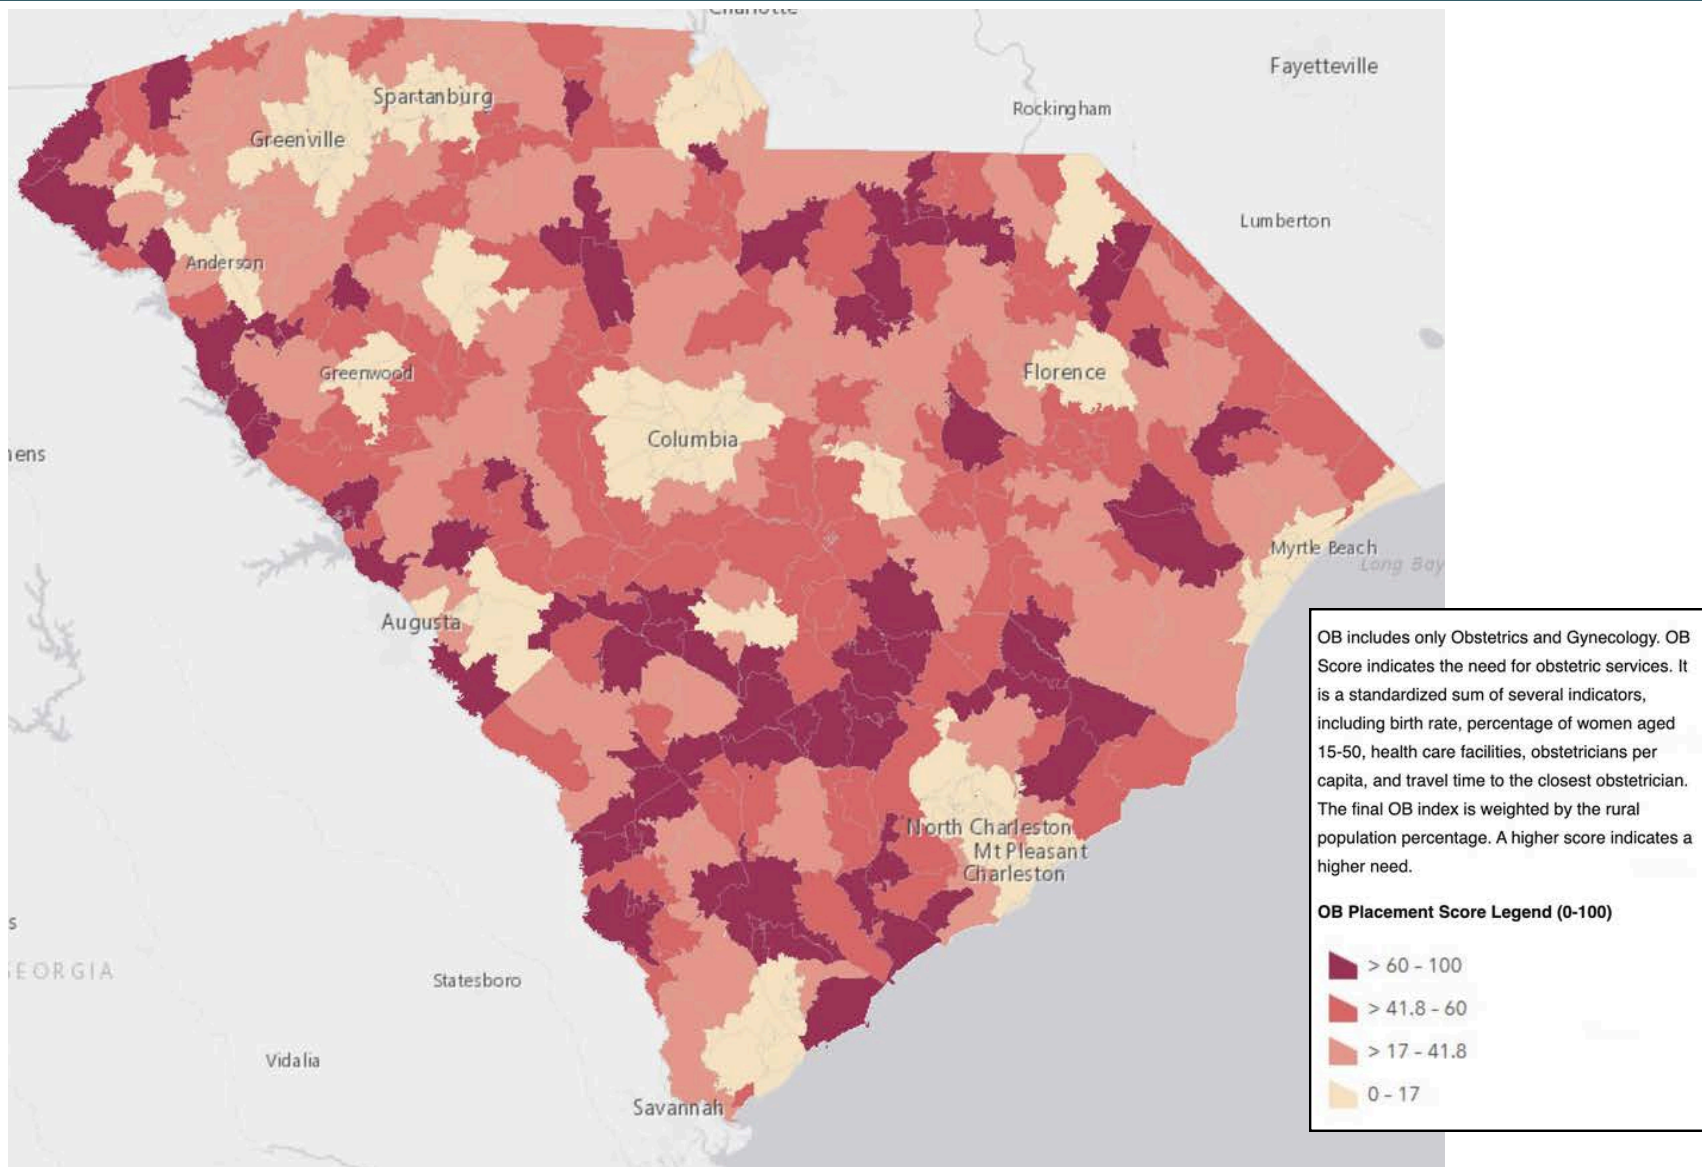 Charlotte
Fayetteville
Spartanburg
Rockingham
Greenville
Lumberton
Anderson
Florence
Greenwood
Columbia
Myrtle Beach
Long Bay
Augusta
North Charleston
Mt Pleasant
Charleston
GEORGIA
Statesboro
Vidalia
Savannah
OB includes only Obstetrics and Gynecology. OB
Score indicates the need for obstetric services. It
is a standardized sum of several indicators,
including birth rate, percentage of women aged
15-50, health care facilities, obstetricians per
capita, and travel time to the closest obstetrician.
The final OB index is weighted by the rural
population percentage. A higher score indicates a
higher need.
OB Placement Score Legend (0-100)
> 60 - 100
> 41.8 - 60
> 17 - 41.8
0 - 17